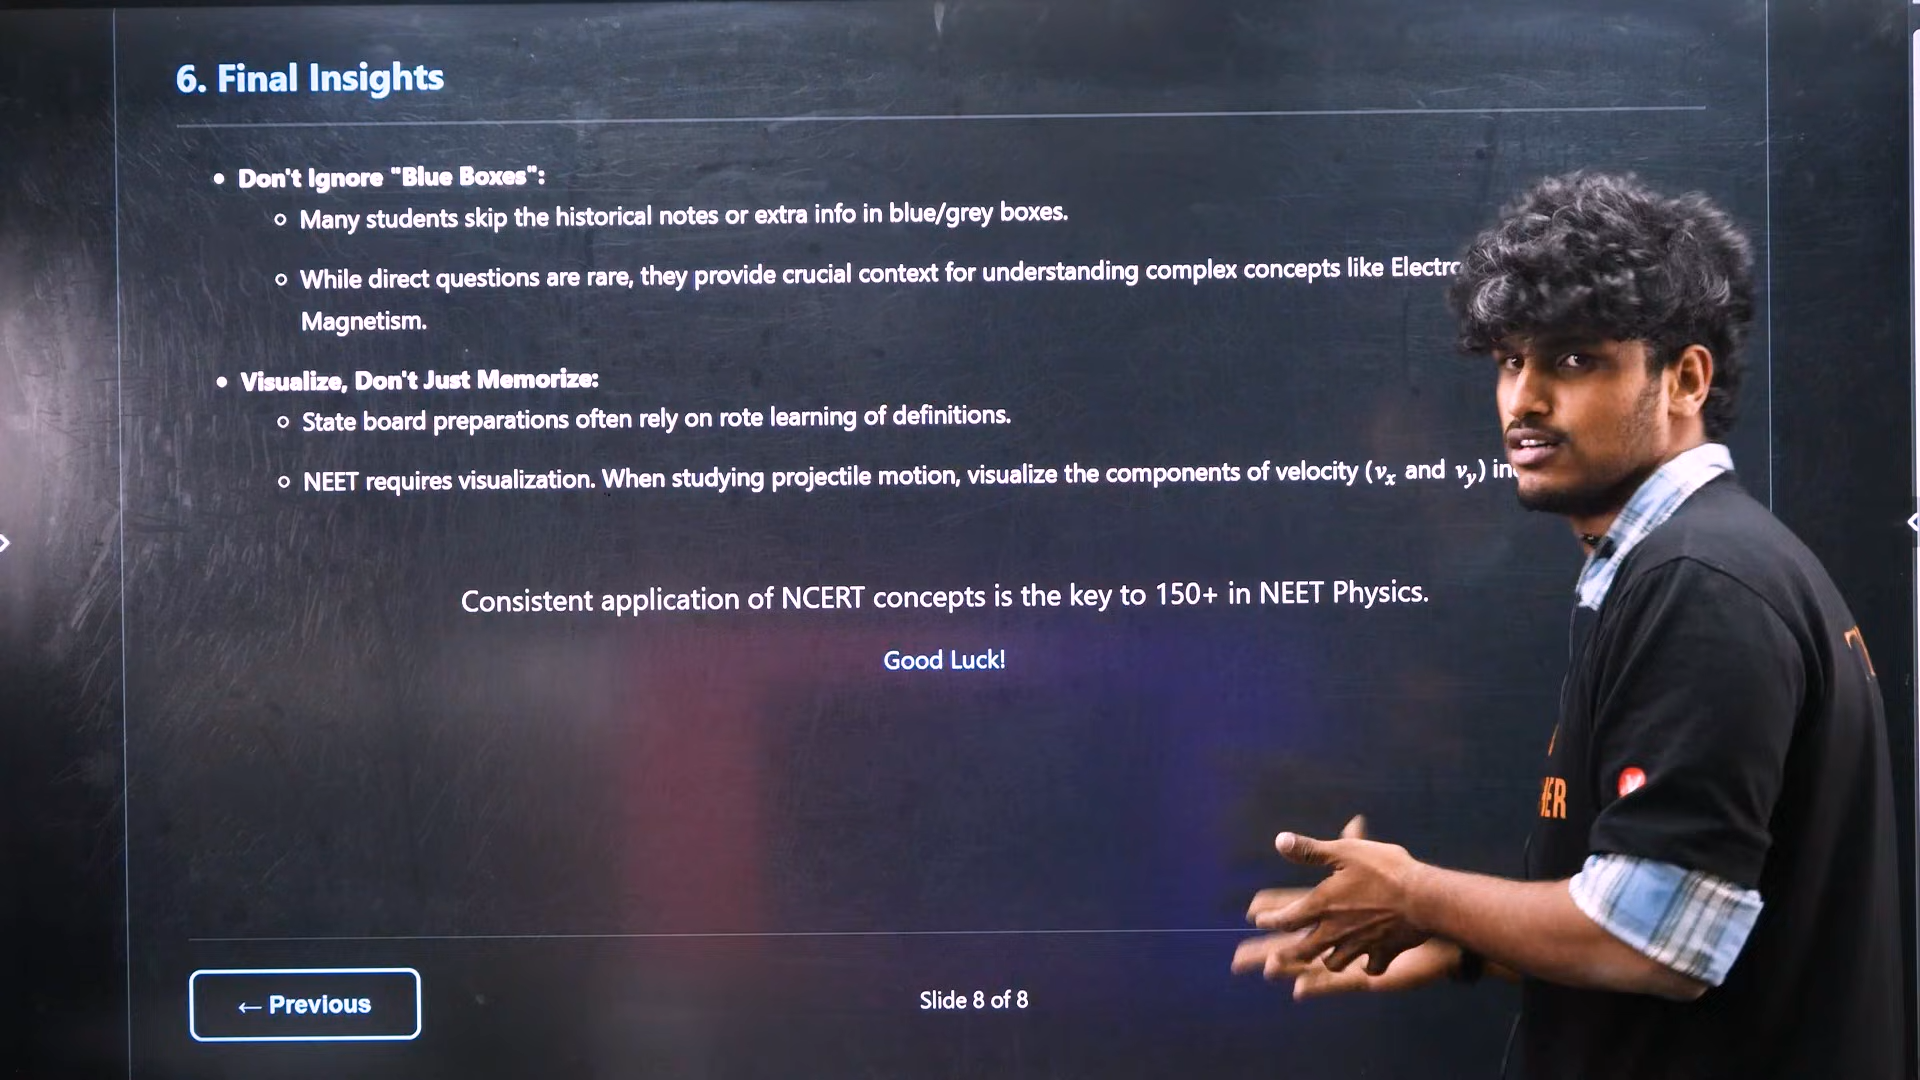 6. Final Insights
• Don't Ignore "Blue Boxes":
Many students skip the historical notes or extra info in blue/grey boxes.
While direct questions are rare, they provide crucial context for understanding complex concepts like
Magnetism.
• Visualize, Don't Just Memorize:
State board preparations often rely on rote learning of definitions.
NEET requires visualization. When studying projectile motion, visualize the components of velocity (vₓ and v_y)
Consistent application of NCERT concepts is the key to 150+ in NEET Physics.
Good Luck!
← Previous
Slide 8 of 8